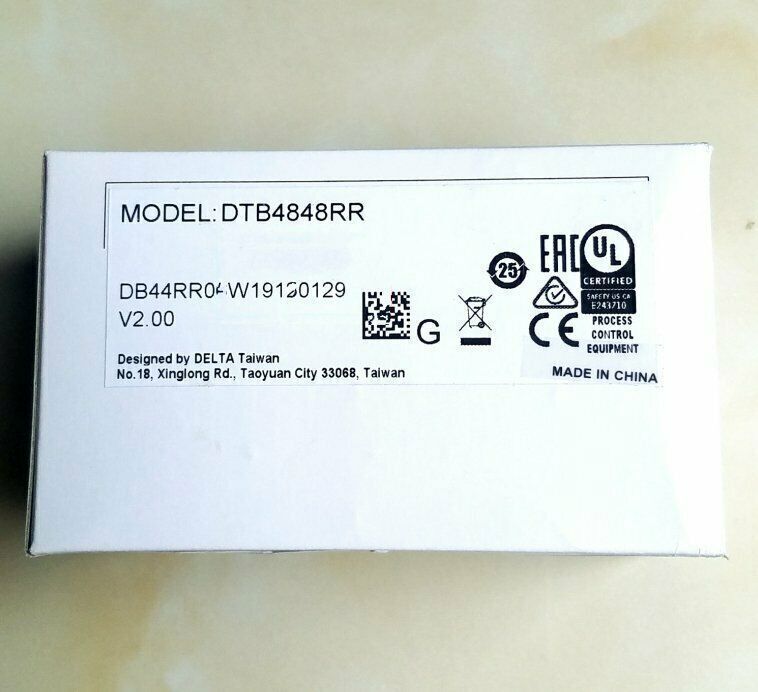 MODEL: DTB4848RR
DB44RR04W19120129
V2.00
G
Designed by DELTA Taiwan
No.18, Xinglong Rd., Taoyuan City 33068, Taiwan
25
EAC
UL
CERTIFIED
SAFETY US CA
E243710
CE
PROCESS
CONTROL
EQUIPMENT
MADE IN CHINA